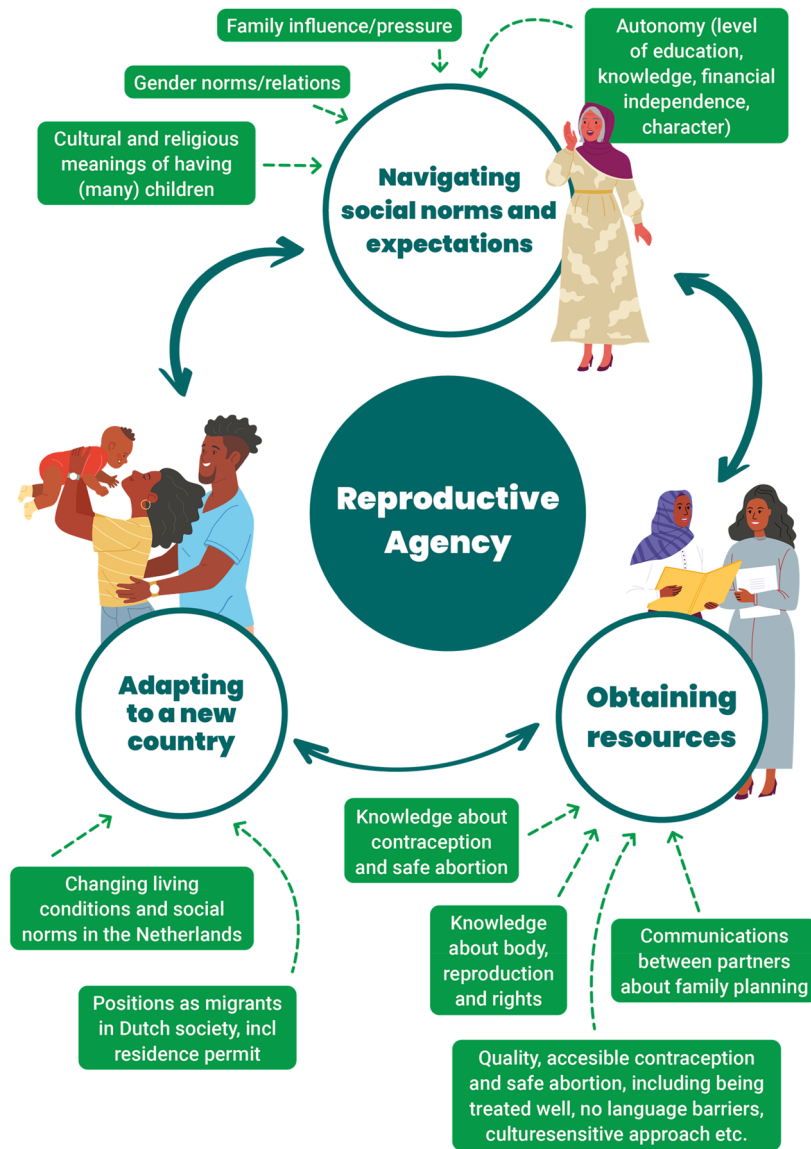 Family influence/pressure
Autonomy (level
of education,
knowledge, financial
independence,
character)
Gender norms/relations
Cultural and religious
meanings of having
(many) children
Navigating
social norms and
expectations
Reproductive
Agency
Adapting
to a new
country
Obtaining
resources
Knowledge about
contraception
and safe abortion
Changing living
conditions and social
norms in the Netherlands
Knowledge
about body,
reproduction
and rights
Communications
between partners
about family planning
Positions as migrants
in Dutch society, incl
residence permit
Quality, accesible contraception
and safe abortion, including being
treated well, no language barriers,
culturesensitive approach etc.